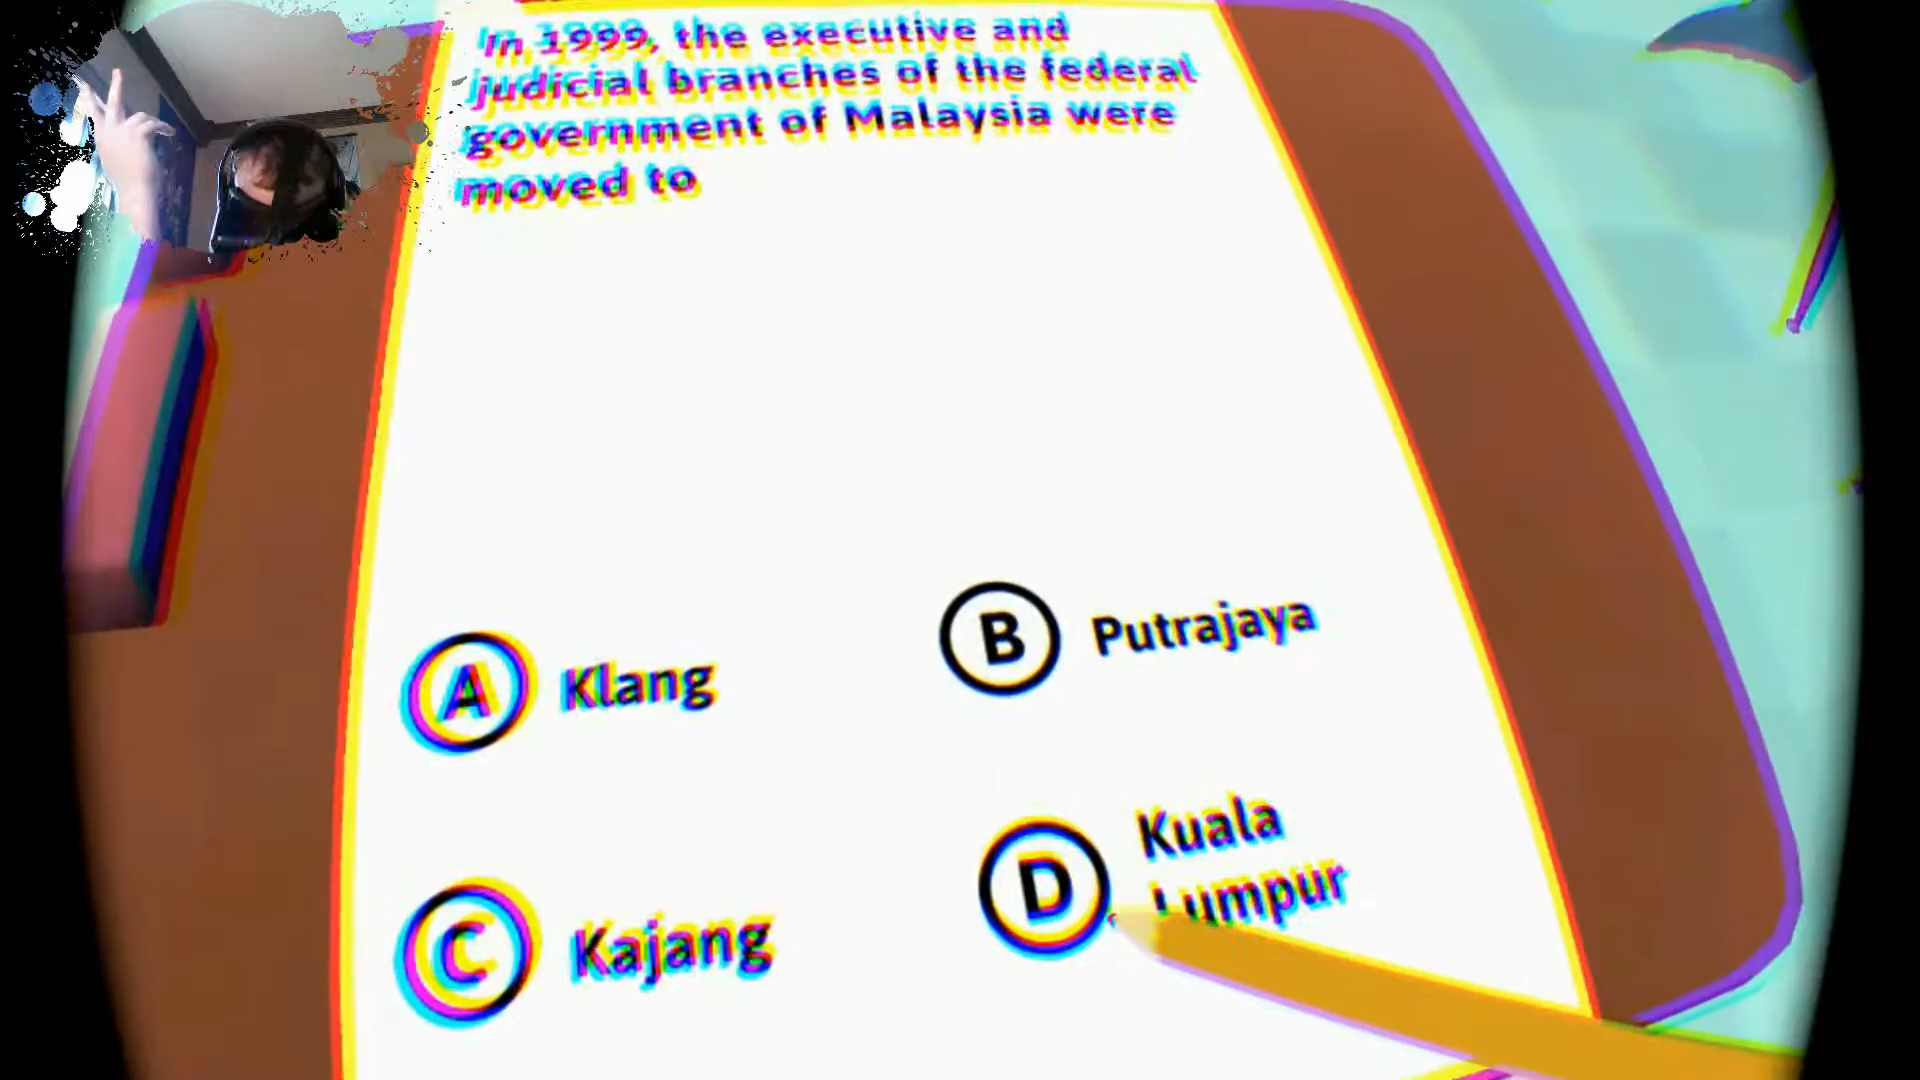 In 1999, the executive and
judicial branches of the federal
government of Malaysia were
moved to
A Klang
B Putrajaya
C Kajang
D Kuala
Lumpur